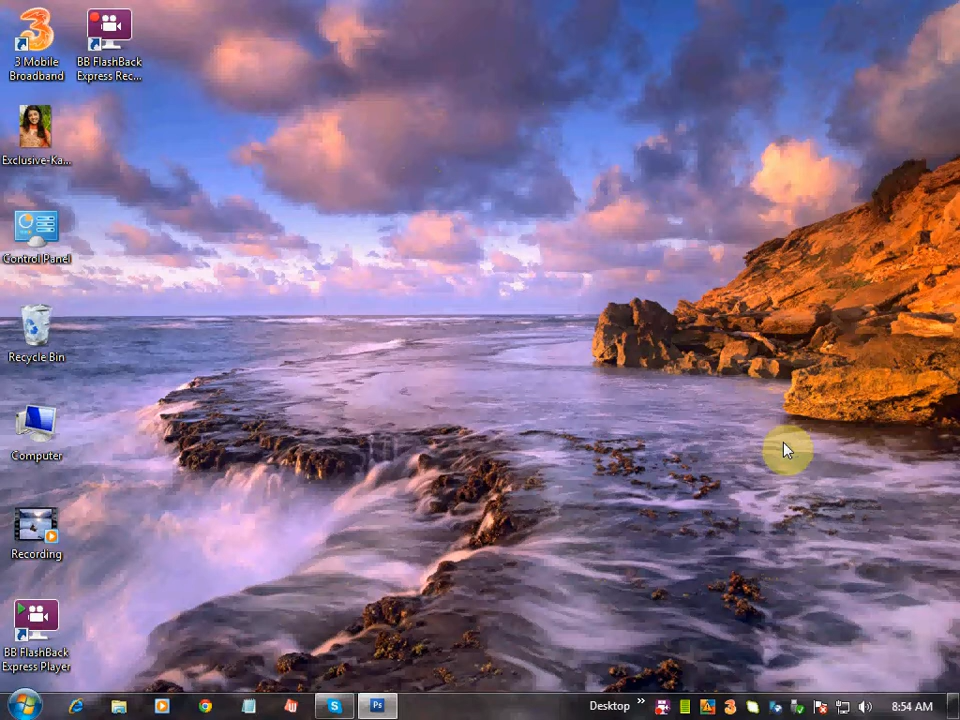 3 Mobile
Broadband
BB FlashBack
Express Rec...
Exclusive-Ka...
Control Panel
Recycle Bin
Computer
Recording
BB FlashBack
Express Player
S
Ps
Desktop
8:54 AM